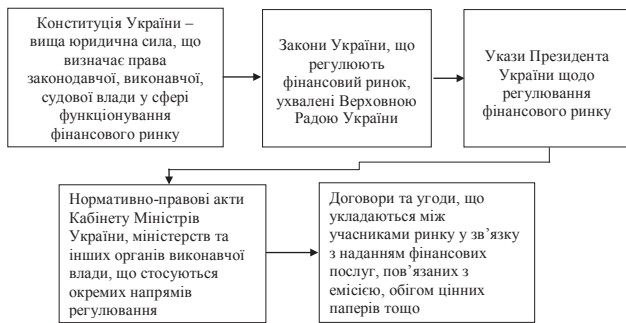 Конституція України –
вища юридична сила, що
визначає права
законодавчої, виконавчої,
судової влади у сфері
функціонування
фінансового ринку
Закони України, що
регулюють
фінансовий ринок,
ухвалені Верховною
Радою України
Укази Президента
України щодо
регулювання
фінансового ринку
Нормативно-правові акти
Кабінету Міністрів
України, міністерств та
інших органів виконавчої
влади, що стосуються
окремих напрямів
регулювання
Договори та угоди, що
укладаються між
учасниками ринку у зв’язку
з наданням фінансових
послуг, пов’язаних з
емісією, обігом цінних
паперів тощо